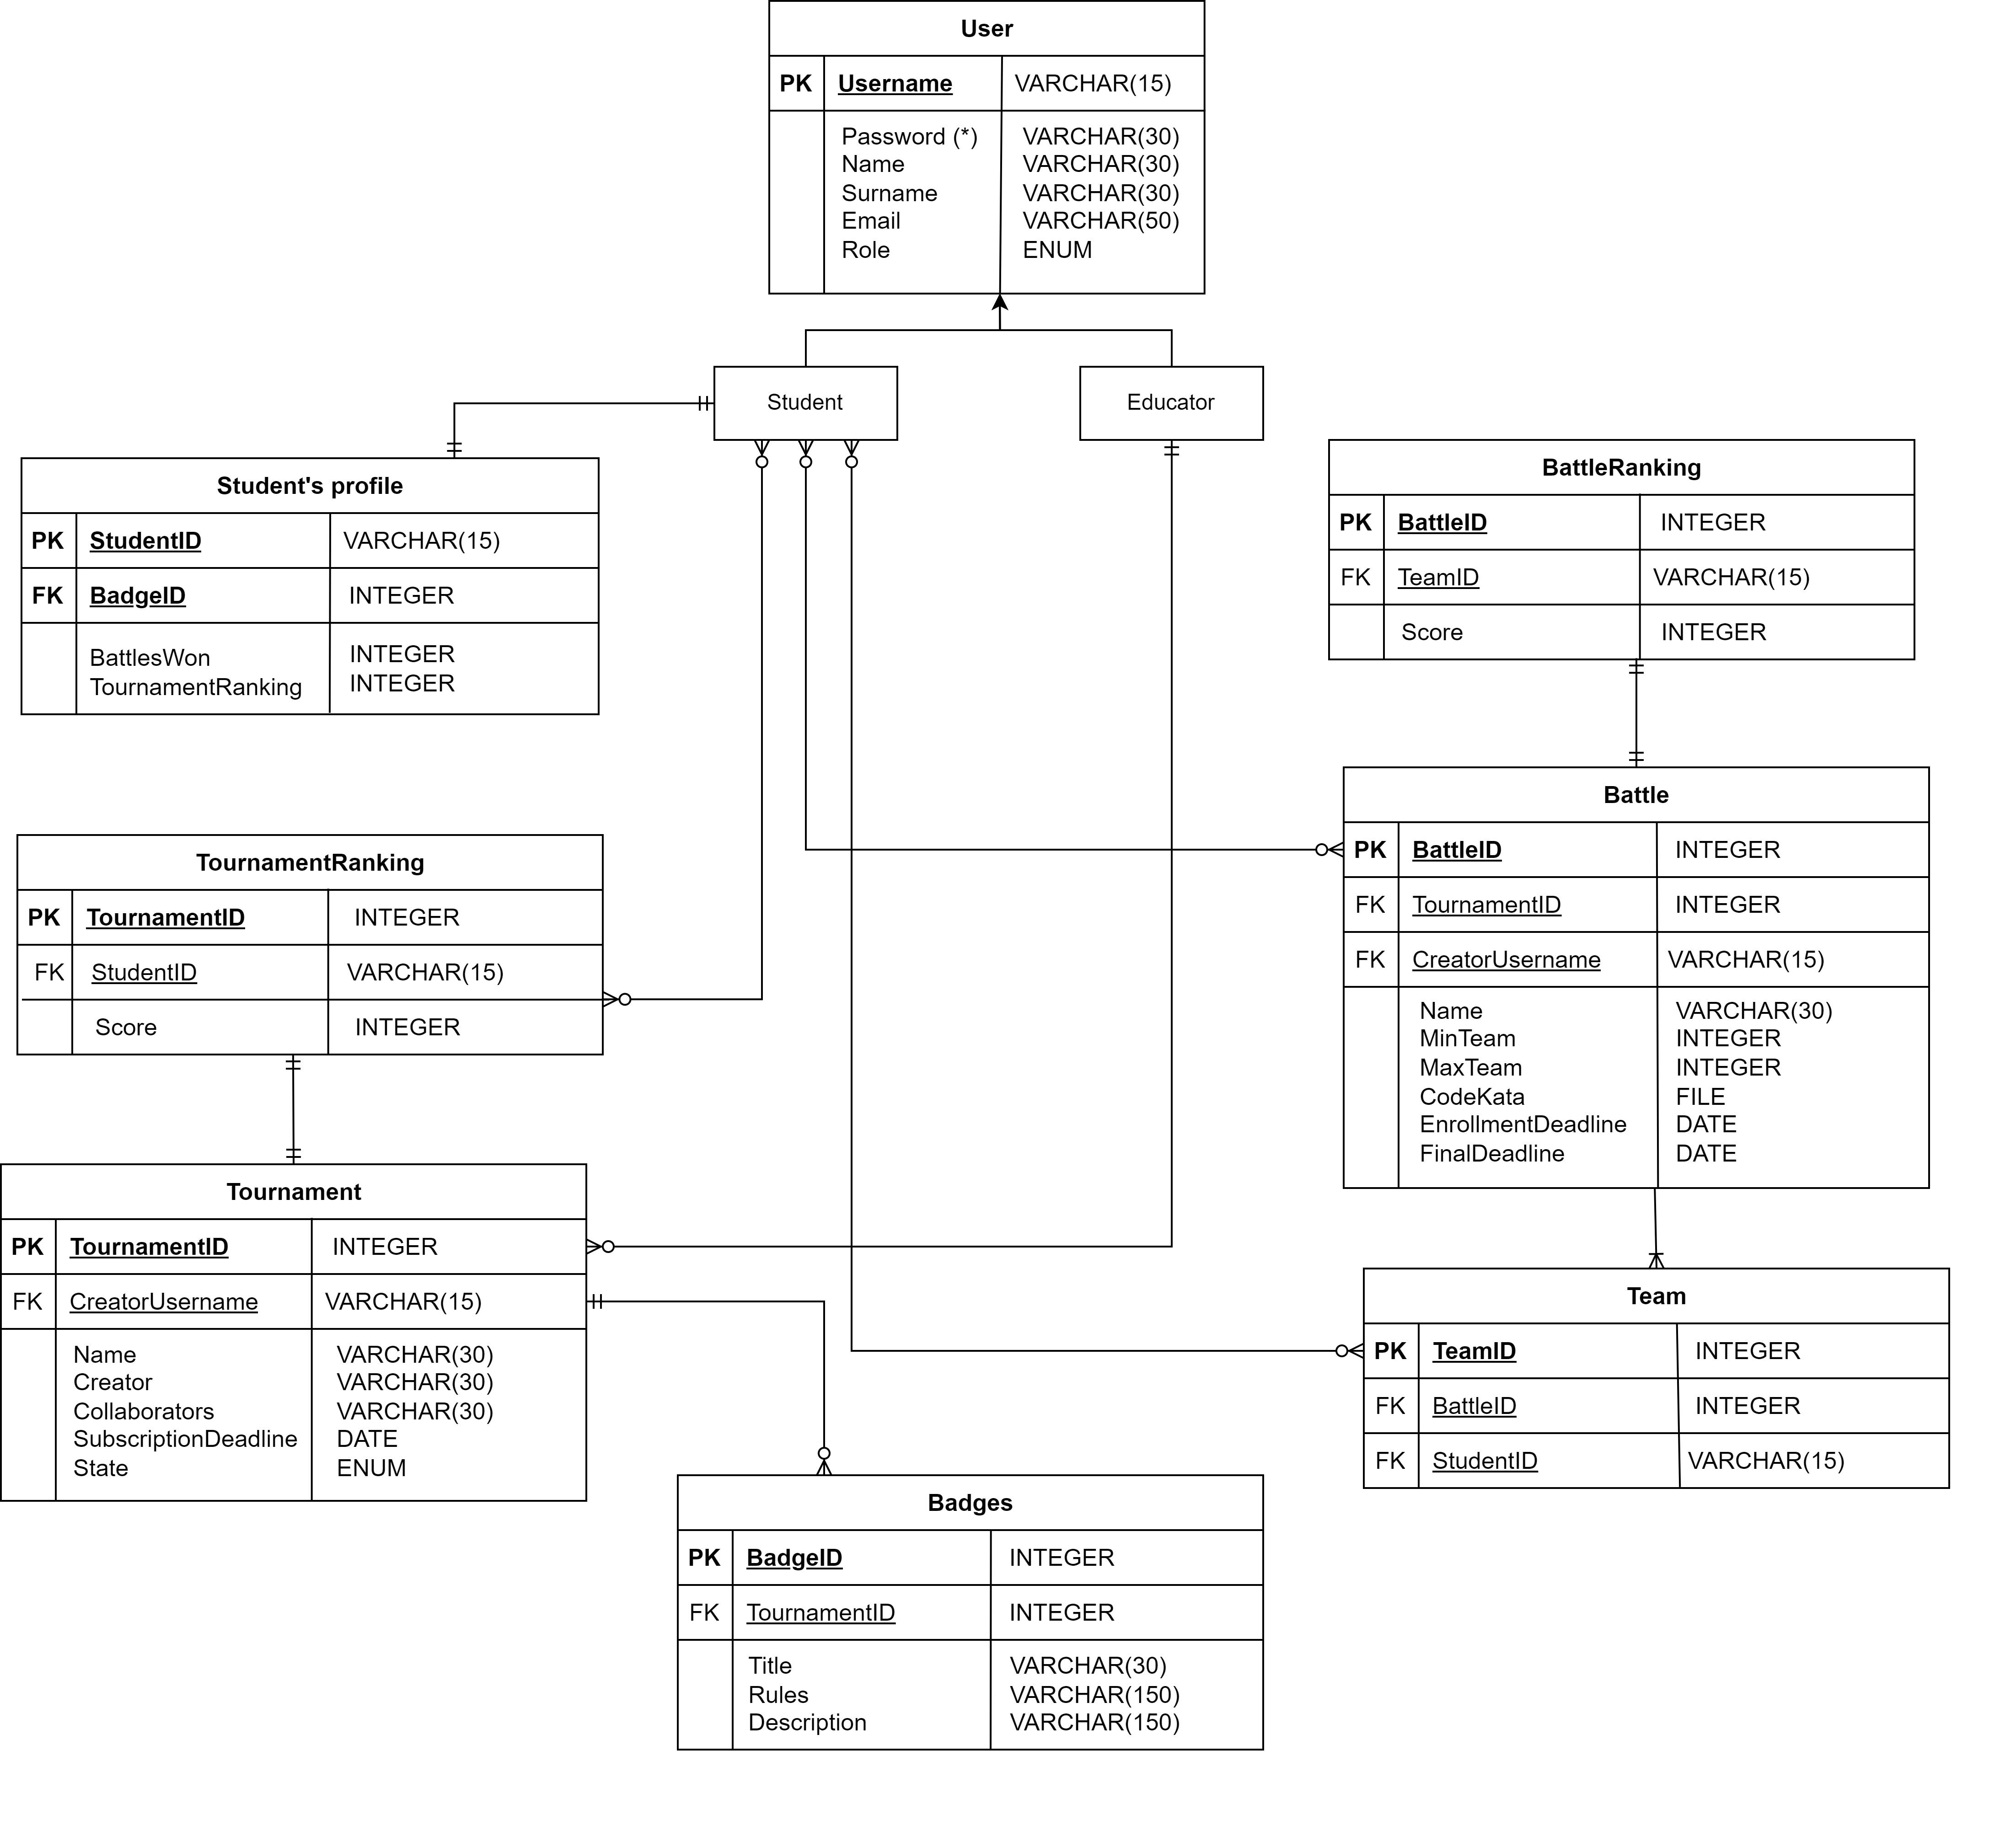 User
PK Username VARCHAR(15)
Password (*) VARCHAR(30)
Name VARCHAR(30)
Surname VARCHAR(30)
Email VARCHAR(50)
Role ENUM
Student
Educator
Student's profile
PK StudentID VARCHAR(15)
FK BadgeID INTEGER
BattlesWon INTEGER
TournamentRanking INTEGER
BattleRanking
PK BattleID INTEGER
FK TeamID VARCHAR(15)
Score INTEGER
Battle
PK BattleID INTEGER
FK TournamentID INTEGER
FK CreatorUsername VARCHAR(15)
Name VARCHAR(30)
MinTeam INTEGER
MaxTeam INTEGER
CodeKata FILE
EnrollmentDeadline DATE
FinalDeadline DATE
TournamentRanking
PK TournamentID INTEGER
FK StudentID VARCHAR(15)
Score INTEGER
Tournament
PK TournamentID INTEGER
FK CreatorUsername VARCHAR(15)
Name VARCHAR(30)
Creator VARCHAR(30)
Collaborators VARCHAR(30)
SubscriptionDeadline DATE
State ENUM
Team
PK TeamID INTEGER
FK BattleID INTEGER
FK StudentID VARCHAR(15)
Badges
PK BadgeID INTEGER
FK TournamentID INTEGER
Title VARCHAR(30)
Rules VARCHAR(150)
Description VARCHAR(150)